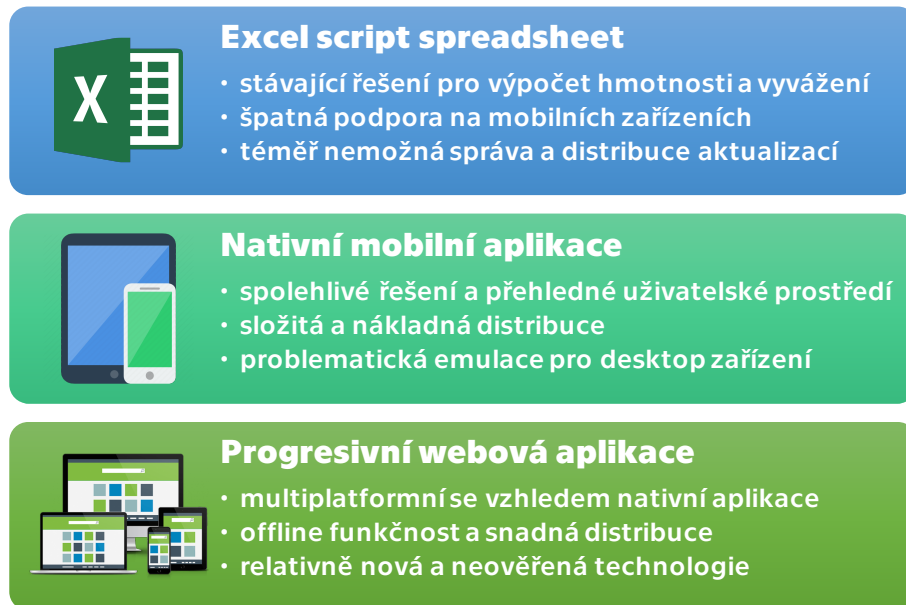 Excel script spreadsheet
• stávající řešení pro výpočet hmotnosti a vyvážení
• špatná podpora na mobilních zařízeních
• téměř nemožná správa a distribuce aktualizací
X
Nativní mobilní aplikace
• spolehlivé řešení a přehledné uživatelské prostředí
• složitá a nákladná distribuce
• problematická emulace pro desktop zařízení
Progresivní webová aplikace
• multiplatformní se vzhledem nativní aplikace
• offline funkčnost a snadná distribuce
• relativně nová a neověřená technologie